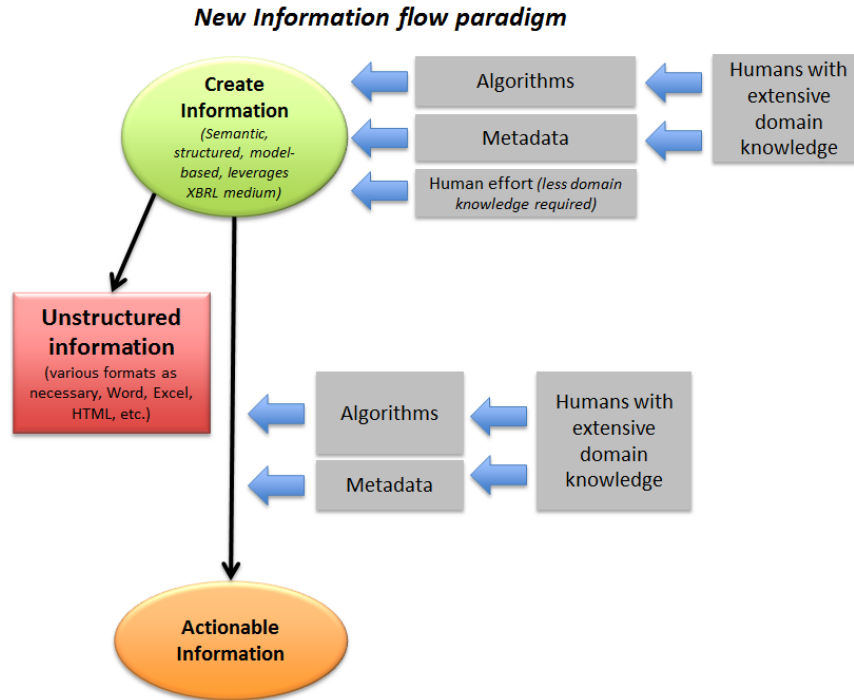 New Information flow paradigm
Create
Information
(Semantic,
structured, model-
based, leverages
XBRL medium)
Algorithms
Metadata
Human effort (less domain
knowledge required)
Humans with
extensive
domain
knowledge
Unstructured
information
(various formats as
necessary, Word, Excel,
HTML, etc.)
Algorithms
Metadata
Humans with
extensive
domain
knowledge
Actionable
Information